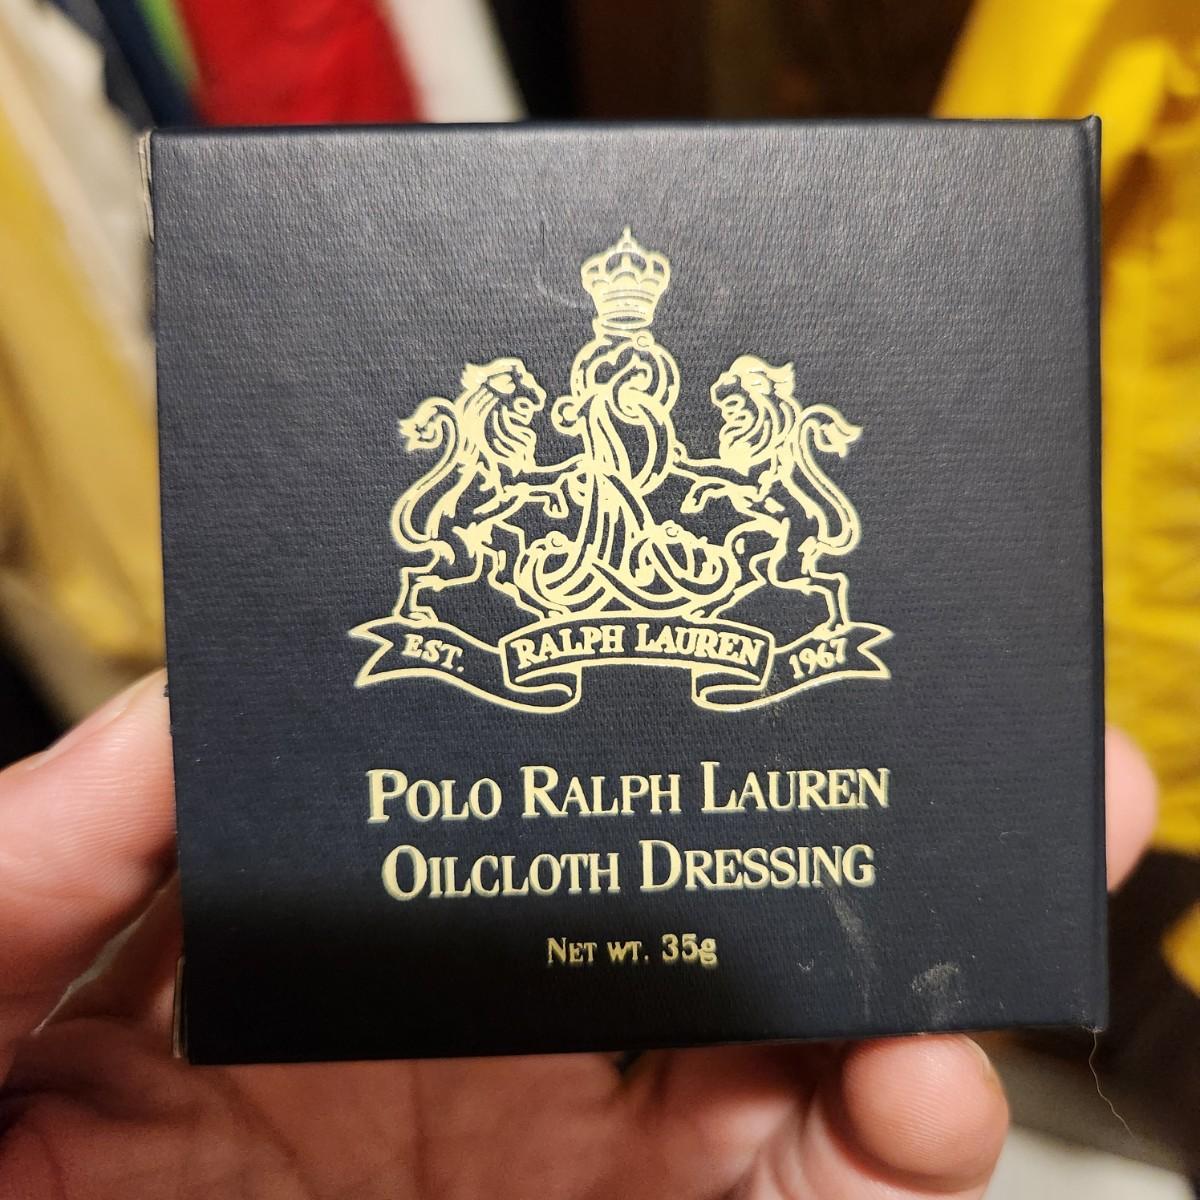 EST. RALPH LAUREN 1967
POLO RALPH LAUREN
OILCLOTH DRESSING
NET WT. 35g